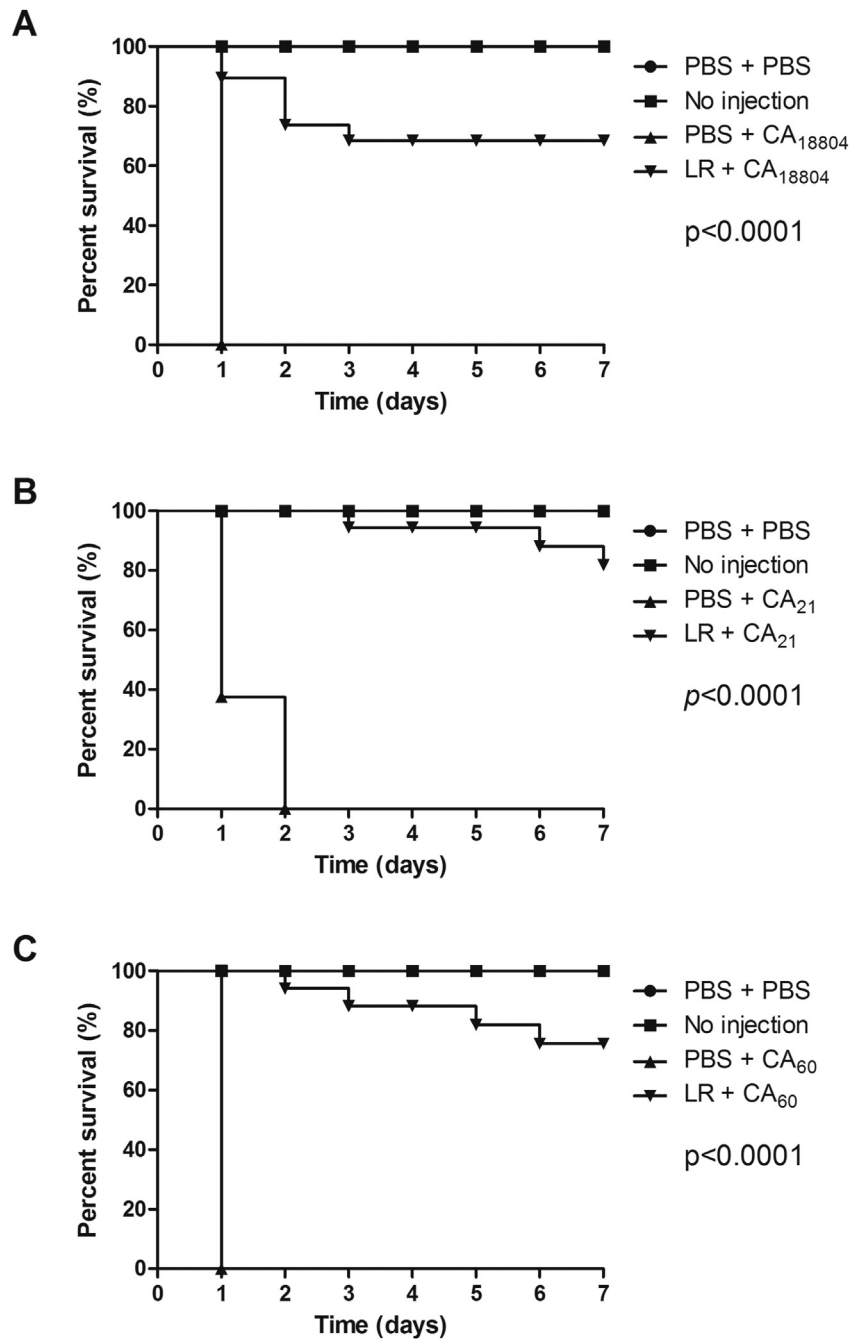 A
Percent survival (%)
100
80
60
40
20
0
0 1 2 3 4 5 6 7
Time (days)
PBS + PBS
No injection
PBS + CA18804
LR + CA18804
p<0.0001
B
Percent survival (%)
100
80
60
40
20
0
0 1 2 3 4 5 6 7
Time (days)
PBS + PBS
No injection
PBS + CA21
LR + CA21
p<0.0001
C
Percent survival (%)
100
80
60
40
20
0
0 1 2 3 4 5 6 7
Time (days)
PBS + PBS
No injection
PBS + CA60
LR + CA60
p<0.0001